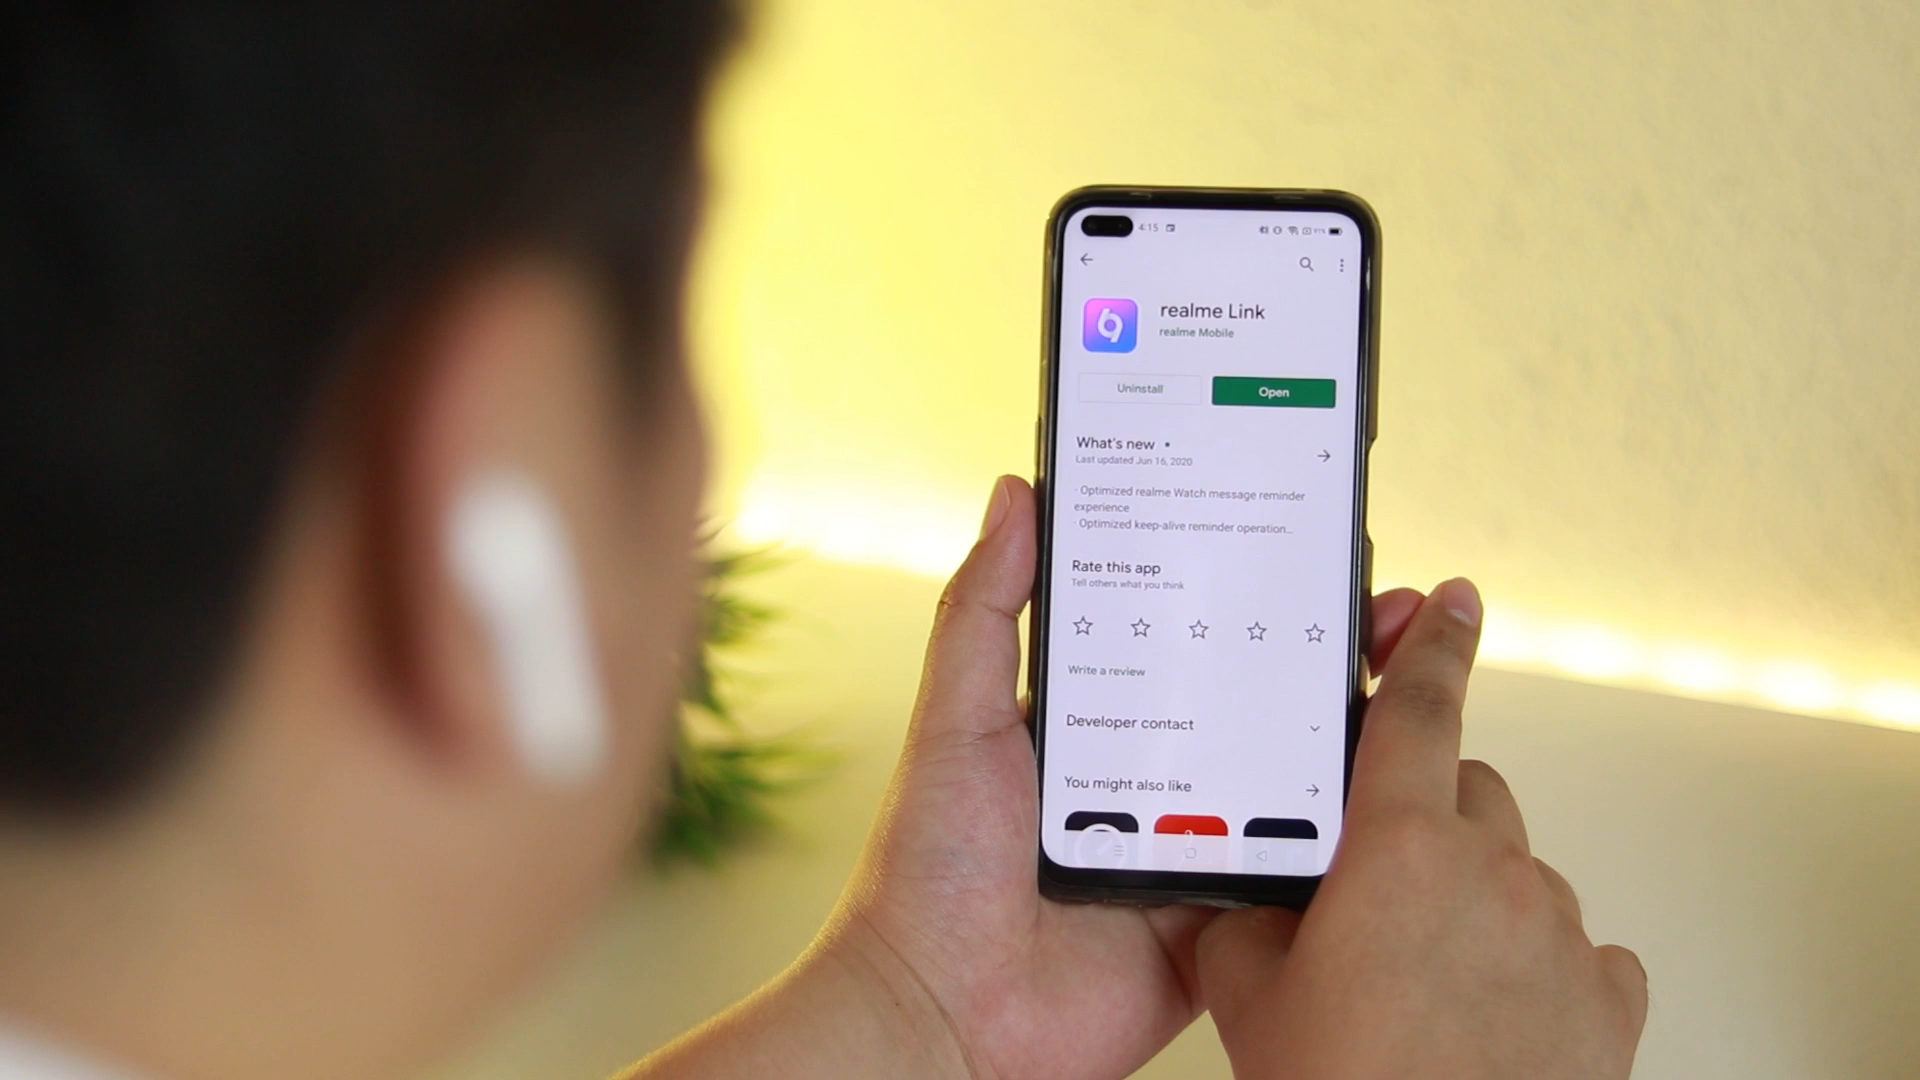 4:15 91%
realme Link
realme Mobile
Uninstall Open
What's new •
Last updated Jun 16, 2020
· Optimized realme Watch message reminder
experience
· Optimized keep-alive reminder operation...
Rate this app
Tell others what you think
Write a review
Developer contact
You might also like